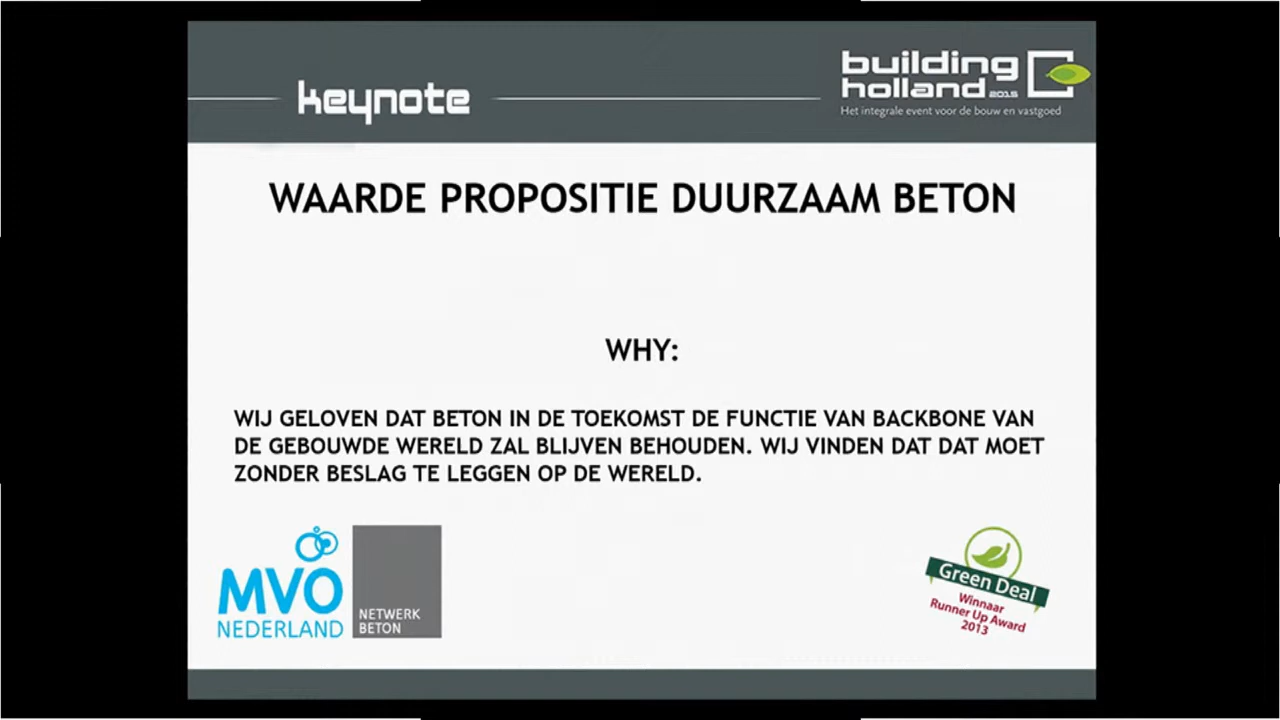 keynote
building
holland 2015
Het integrale event voor de bouw en vastgoed
WAARDE PROPOSITIE DUURZAAM BETON
WHY:
WIJ GELOVEN DAT BETON IN DE TOEKOMST DE FUNCTIE VAN BACKBONE VAN
DE GEBOUWDE WERELD ZAL BLIJVEN BEHOUDEN. WIJ VINDEN DAT DAT MOET
ZONDER BESLAG TE LEGGEN OP DE WERELD.
MVO
NEDERLAND
NETWERK
BETON
Green Deal
Winnaar
Runner Up Award
2013